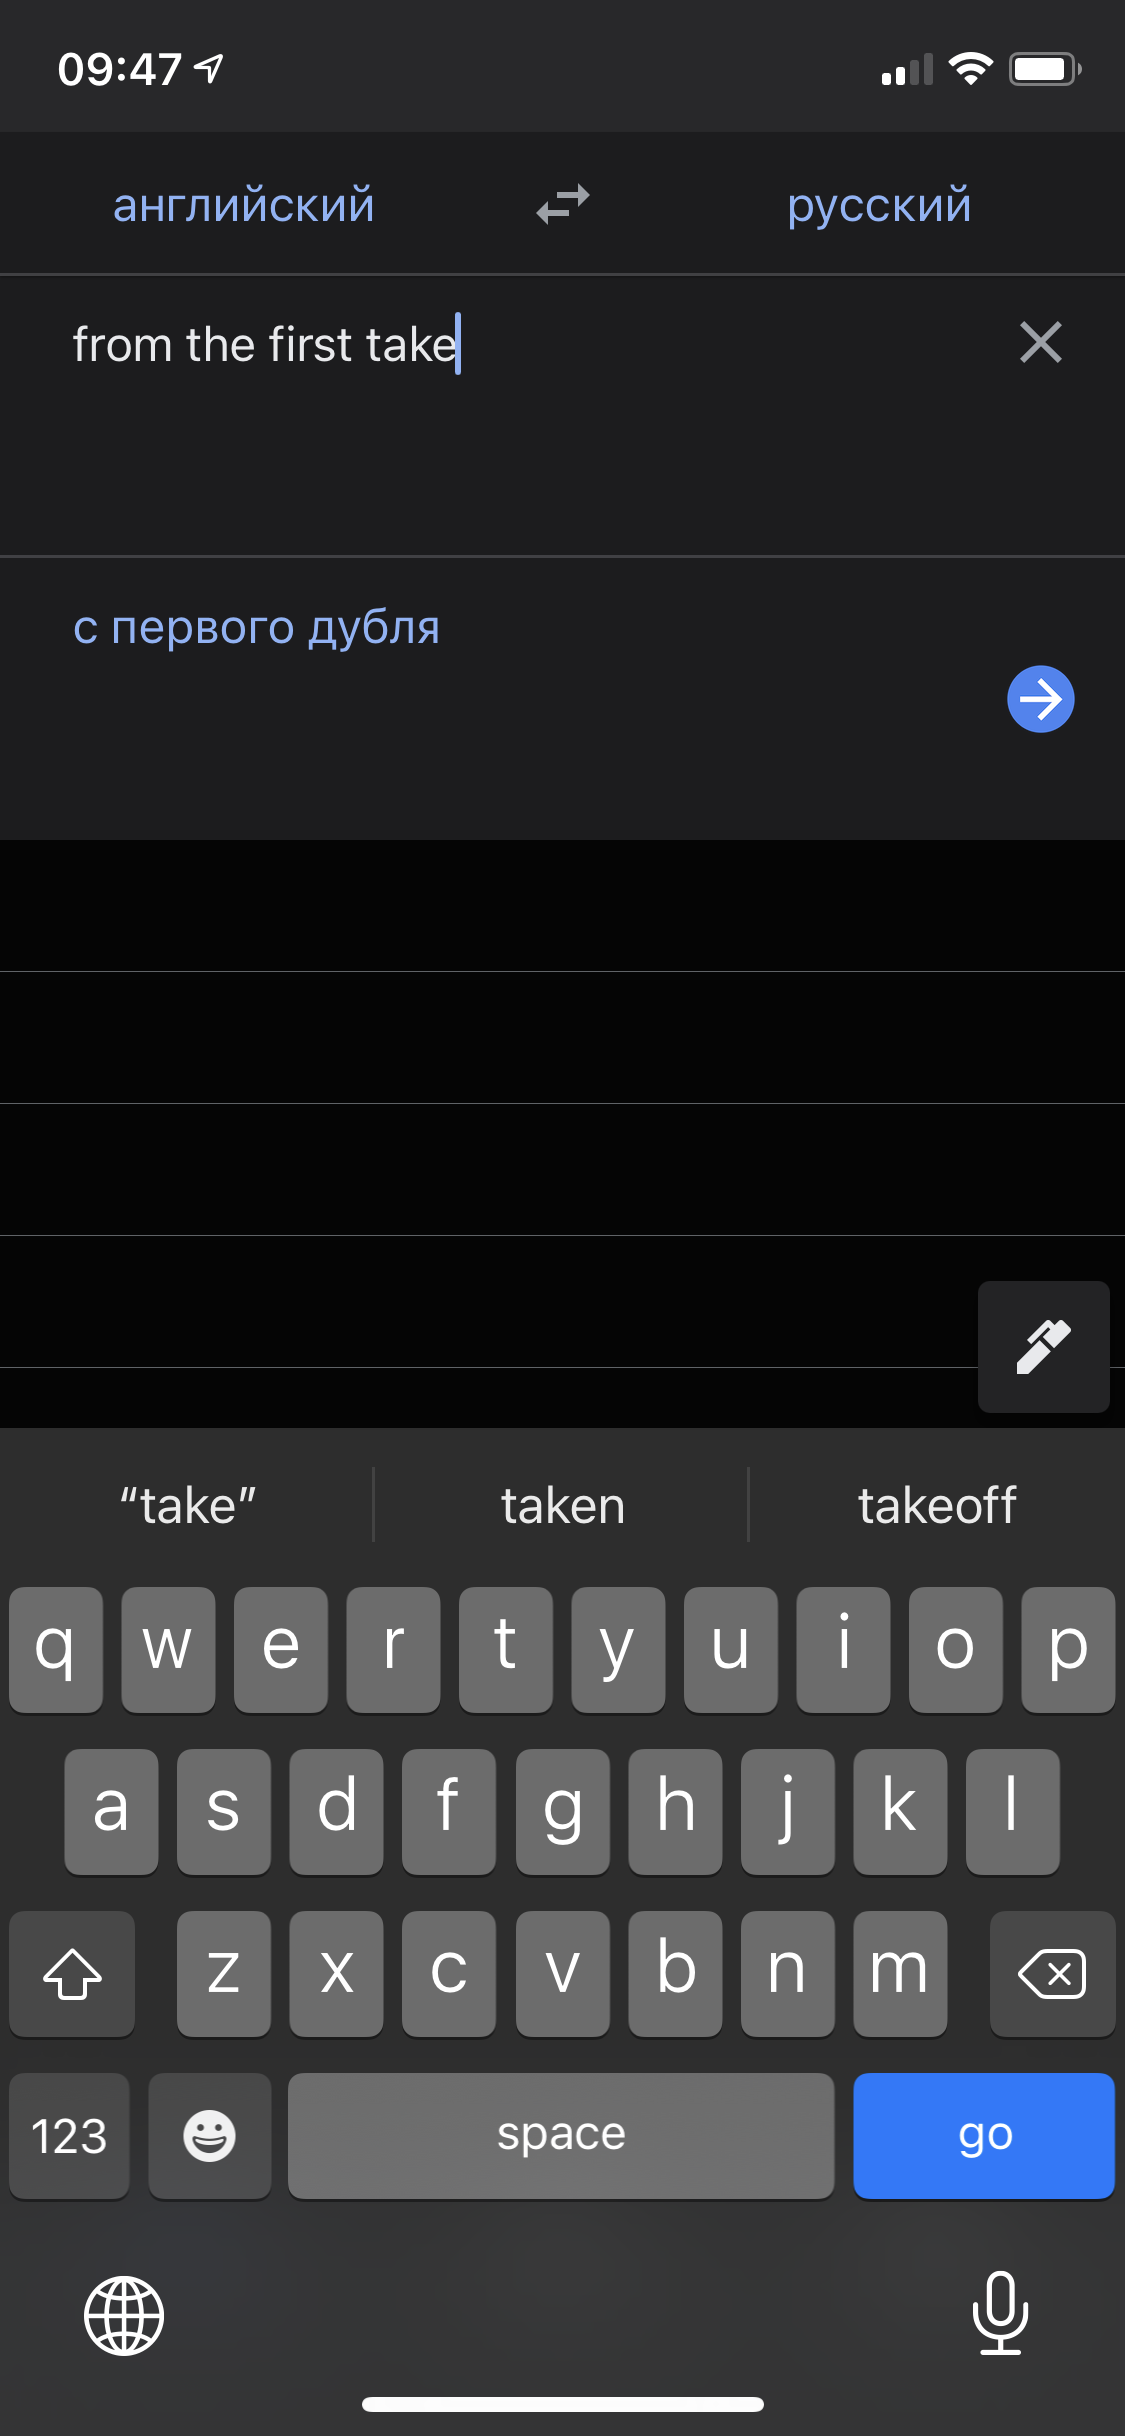 09:47
английский русский
from the first take
с первого дубля
“take” taken takeoff
q w e r t y u i o p
a s d f g h j k l
z x c v b n m
123 space go